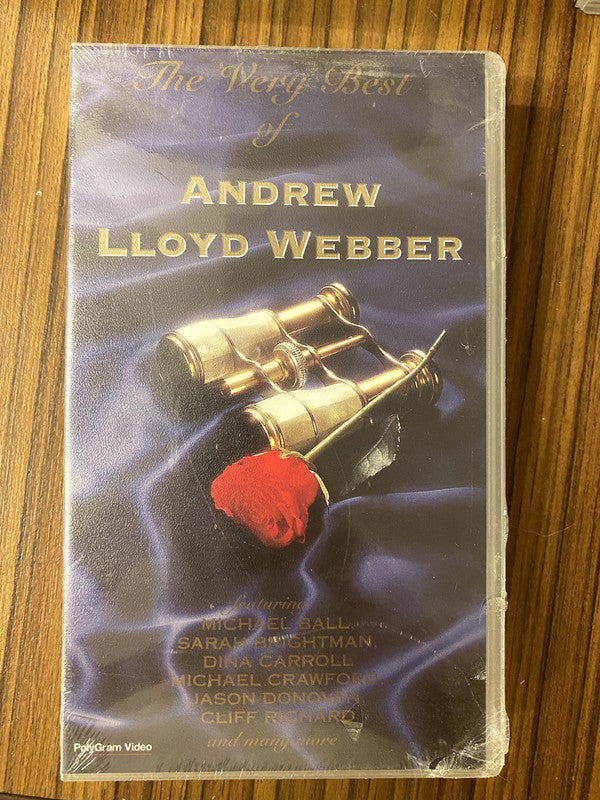 The Very Best
of
ANDREW
LLOYD WEBBER
featuring
MICHAEL BALL,
SARAH BRIGHTMAN,
DINA CARROLL
MICHAEL CRAWFORD,
JASON DONOVAN,
CLIFF RICHARD
and many more
PolyGram Video